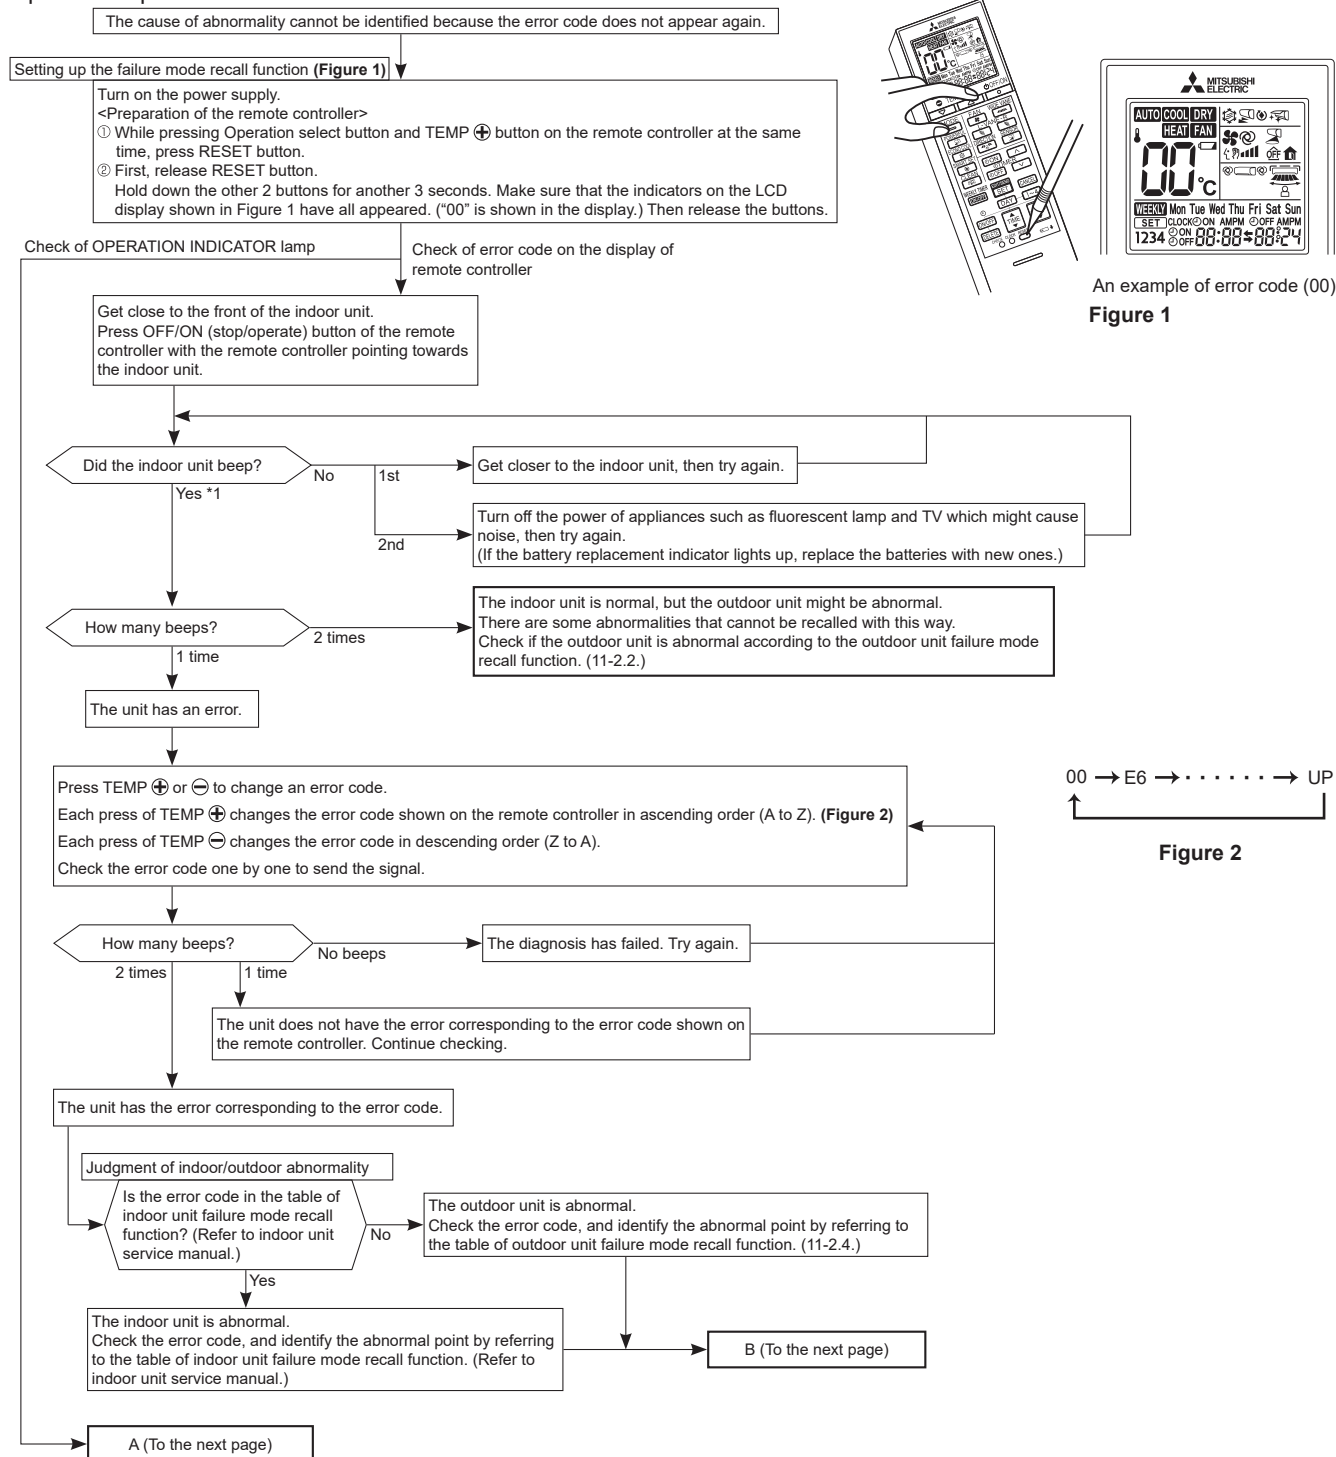 The cause of abnormality cannot be identified because the error code does not appear again.
Setting up the failure mode recall function (Figure 1)
Turn on the power supply.
<Preparation of the remote controller>
① While pressing Operation select button and TEMP ⊕ button on the remote controller at the same
time, press RESET button.
② First, release RESET button.
Hold down the other 2 buttons for another 3 seconds. Make sure that the indicators on the LCD
display shown in Figure 1 have all appeared. (“00” is shown in the display.) Then release the buttons.
MITSUBISHI
ELECTRIC
AUTO COOL DRY
HEAT FAN
00°C
OFF
WEEKLY Mon Tue Wed Thu Fri Sat Sun
SET CLOCK ON AMPM OFF AMPM
1234 ON OFF 88:88 88:24
An example of error code (00)
Figure 1
Check of OPERATION INDICATOR lamp
Check of error code on the display of
remote controller
Get close to the front of the indoor unit.
Press OFF/ON (stop/operate) button of the remote
controller with the remote controller pointing towards
the indoor unit.
Did the indoor unit beep?
No
1st
Get closer to the indoor unit, then try again.
Yes *1
2nd
Turn off the power of appliances such as fluorescent lamp and TV which might cause
noise, then try again.
(If the battery replacement indicator lights up, replace the batteries with new ones.)
How many beeps?
2 times
The indoor unit is normal, but the outdoor unit might be abnormal.
There are some abnormalities that cannot be recalled with this way.
Check if the outdoor unit is abnormal according to the outdoor unit failure mode
recall function. (11-2.2.)
1 time
The unit has an error.
Press TEMP ⊕ or ⊖ to change an error code.
Each press of TEMP ⊕ changes the error code shown on the remote controller in ascending order (A to Z). (Figure 2)
Each press of TEMP ⊖ changes the error code in descending order (Z to A).
Check the error code one by one to send the signal.
00 → E6 → · · · · · · → UP
Figure 2
How many beeps?
No beeps
The diagnosis has failed. Try again.
2 times
1 time
The unit does not have the error corresponding to the error code shown on
the remote controller. Continue checking.
The unit has the error corresponding to the error code.
Judgment of indoor/outdoor abnormality
Is the error code in the table of
indoor unit failure mode recall
function? (Refer to indoor unit
service manual.)
No
The outdoor unit is abnormal.
Check the error code, and identify the abnormal point by referring to
the table of outdoor unit failure mode recall function. (11-2.4.)
Yes
The indoor unit is abnormal.
Check the error code, and identify the abnormal point by referring
to the table of indoor unit failure mode recall function. (Refer to
indoor unit service manual.)
B (To the next page)
A (To the next page)